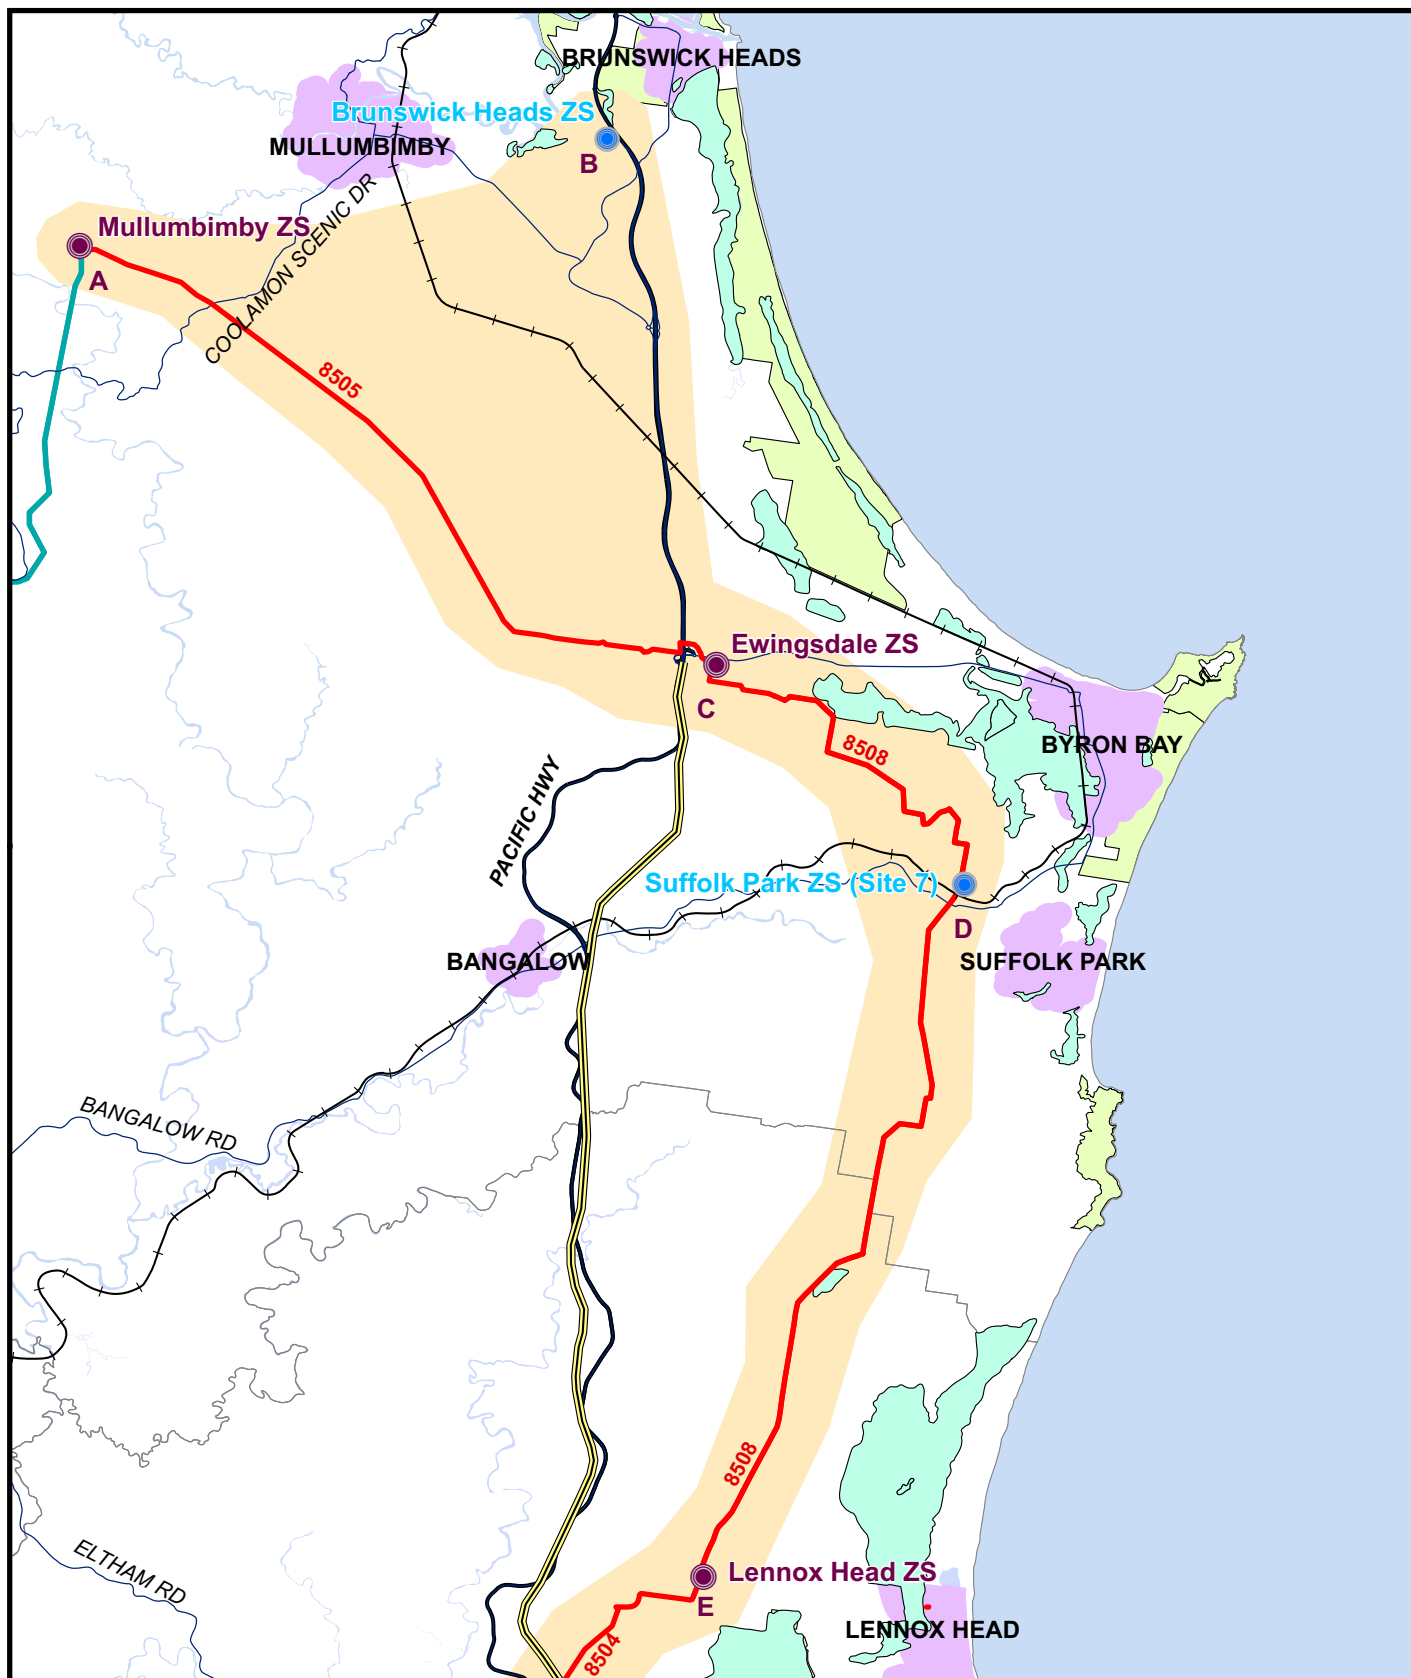 BRUNSWICK HEADS
Brunswick Heads ZS
MULLUMBIMBY
B
COOLAMON SCENIC DR
Mullumbimby ZS
A
8505
Ewingsdale ZS
C
8508
BYRON BAY
PACIFIC HWY
Suffolk Park ZS (Site 7)
D
BANGALOW
SUFFOLK PARK
BANGALOW RD
8508
ELTHAM RD
Lennox Head ZS
E
LENNOX HEAD
8504